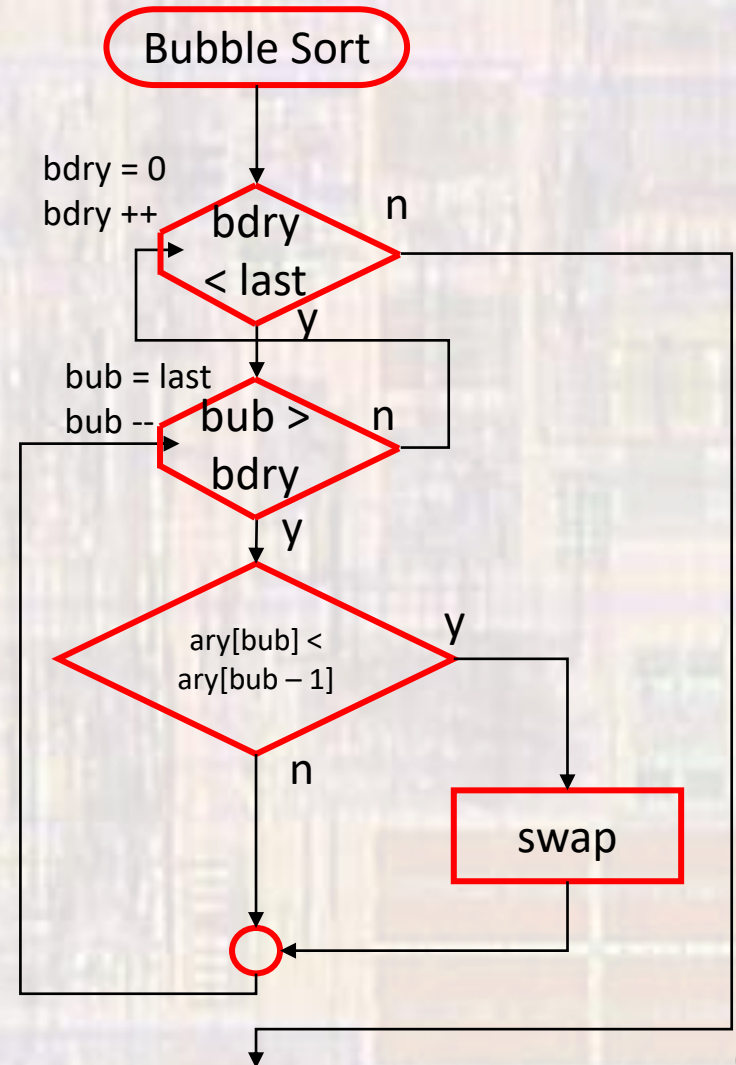 Bubble Sort
bdry = 0
bdry ++
bdry
< last
n
y
bub = last
bub --
bub >
bdry
n
y
ary[bub] <
ary[bub – 1]
y
n
swap